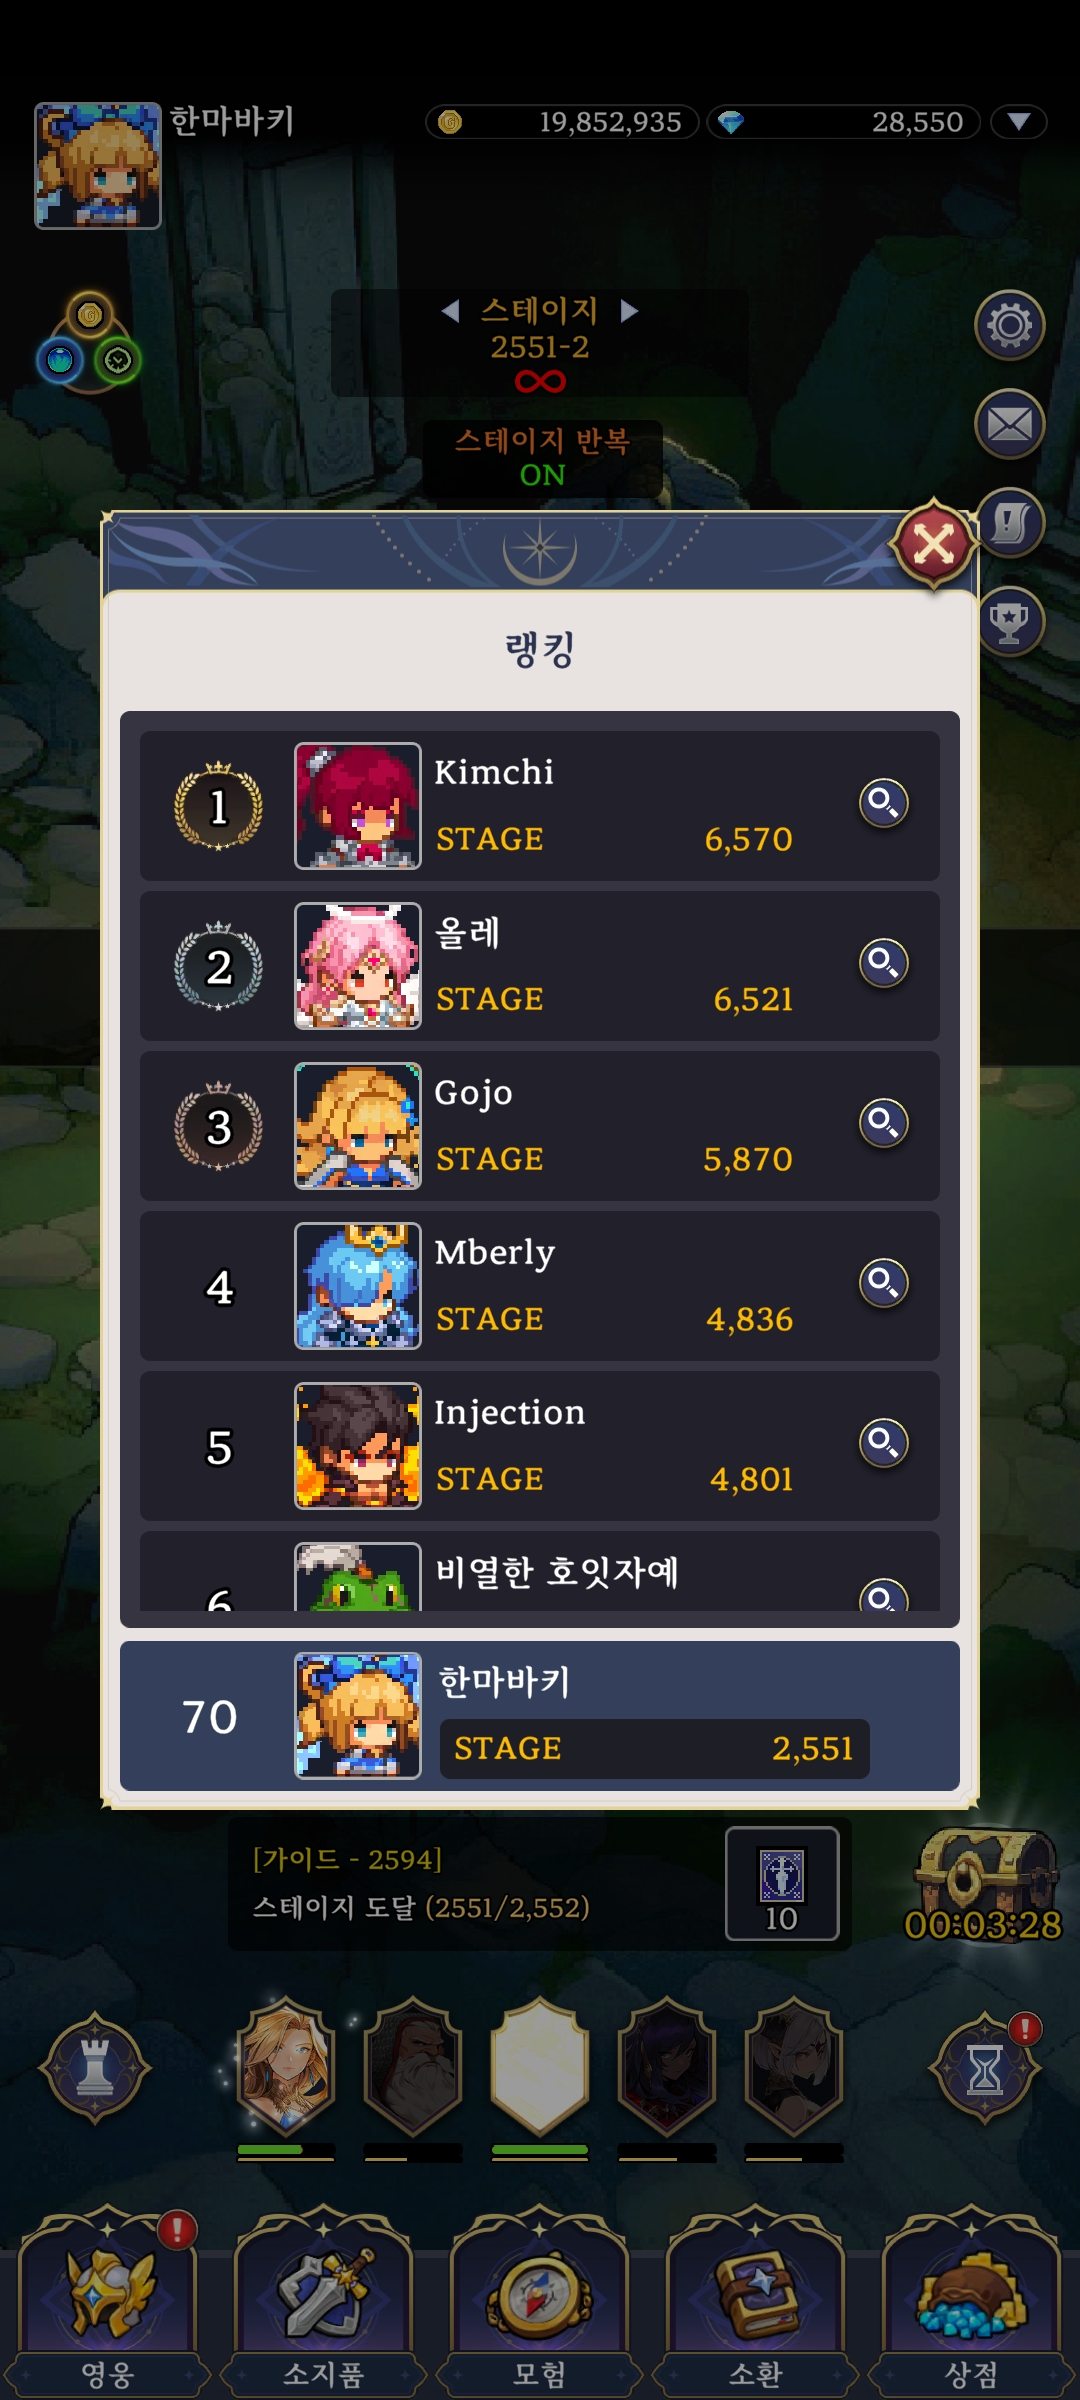 한마바키
19,852,935
28,550
스테이지
2551-2
스테이지 반복
ON
랭킹
1
Kimchi
STAGE 6,570
2
올레
STAGE 6,521
3
Gojo
STAGE 5,870
4
Mberly
STAGE 4,836
5
Injection
STAGE 4,801
6
비열한 호잇자예
70
한마바키
STAGE 2,551
[가이드 - 2594]
스테이지 도달 (2551/2,552)
10
00:03:28
영웅
소지품
모험
소환
상점